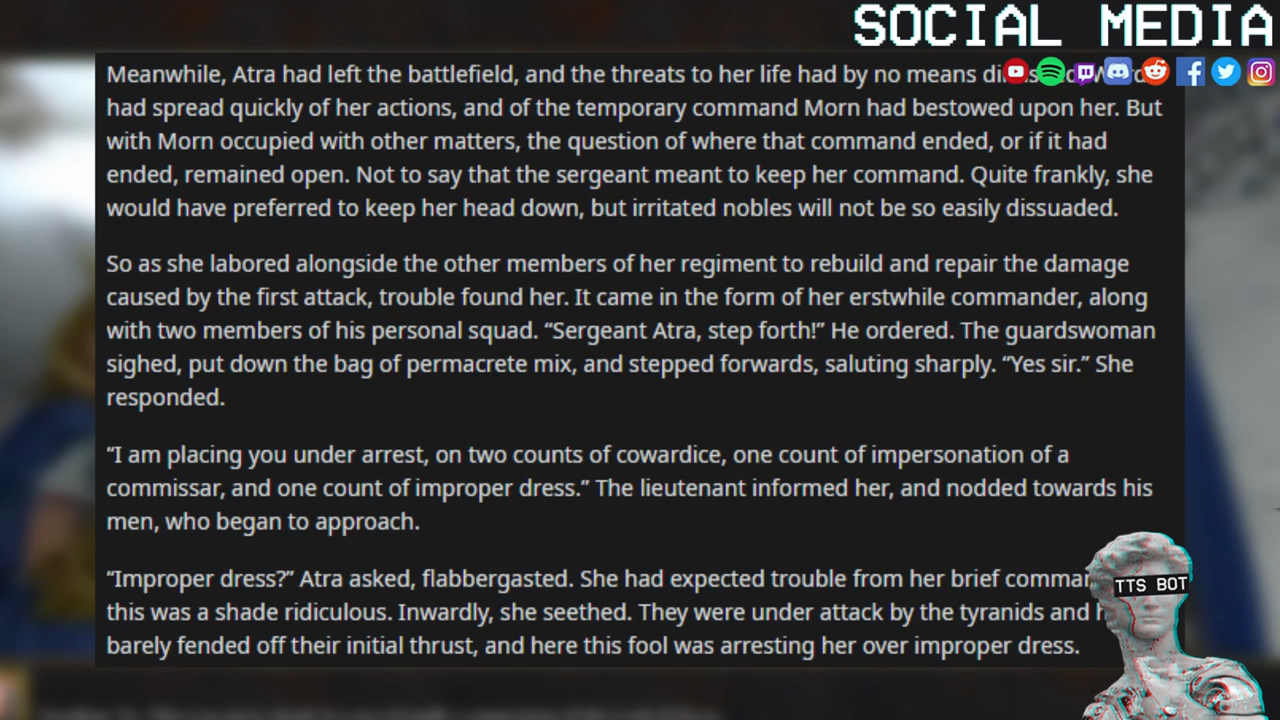 SOCIAL MEDIA
Meanwhile, Atra had left the battlefield, and the threats to her life had by no means
had spread quickly of her actions, and of the temporary command Morn had bestowed upon her. But
with Morn occupied with other matters, the question of where that command ended, or if it had
ended, remained open. Not to say that the sergeant meant to keep her command. Quite frankly, she
would have preferred to keep her head down, but irritated nobles will not be so easily dissuaded.
So as she labored alongside the other members of her regiment to rebuild and repair the damage
caused by the first attack, trouble found her. It came in the form of her erstwhile commander, along
with two members of his personal squad. “Sergeant Atra, step forth!” He ordered. The guardswoman
sighed, put down the bag of permacrete mix, and stepped forwards, saluting sharply. “Yes sir.” She
responded.
“I am placing you under arrest, on two counts of cowardice, one count of impersonation of a
commissar, and one count of improper dress.” The lieutenant informed her, and nodded towards his
men, who began to approach.
“Improper dress?” Atra asked, flabbergasted. She had expected trouble from her brief
this was a shade ridiculous. Inwardly, she seethed. They were under attack by the tyranids and
barely fended off their initial thrust, and here this fool was arresting her over improper dress.
TTS BOT